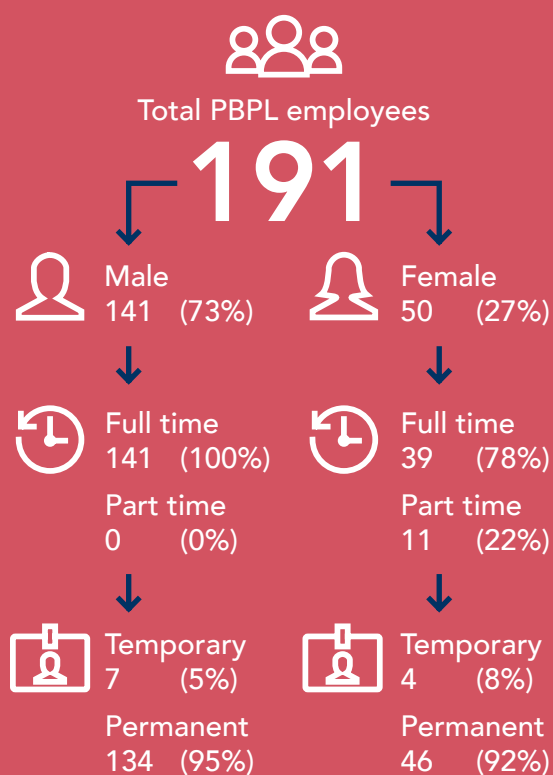 Total PBPL employees
191
Male
141 (73%)
Female
50 (27%)
Full time
141 (100%)
Part time
0 (0%)
Full time
39 (78%)
Part time
11 (22%)
Temporary
7 (5%)
Permanent
134 (95%)
Temporary
4 (8%)
Permanent
46 (92%)